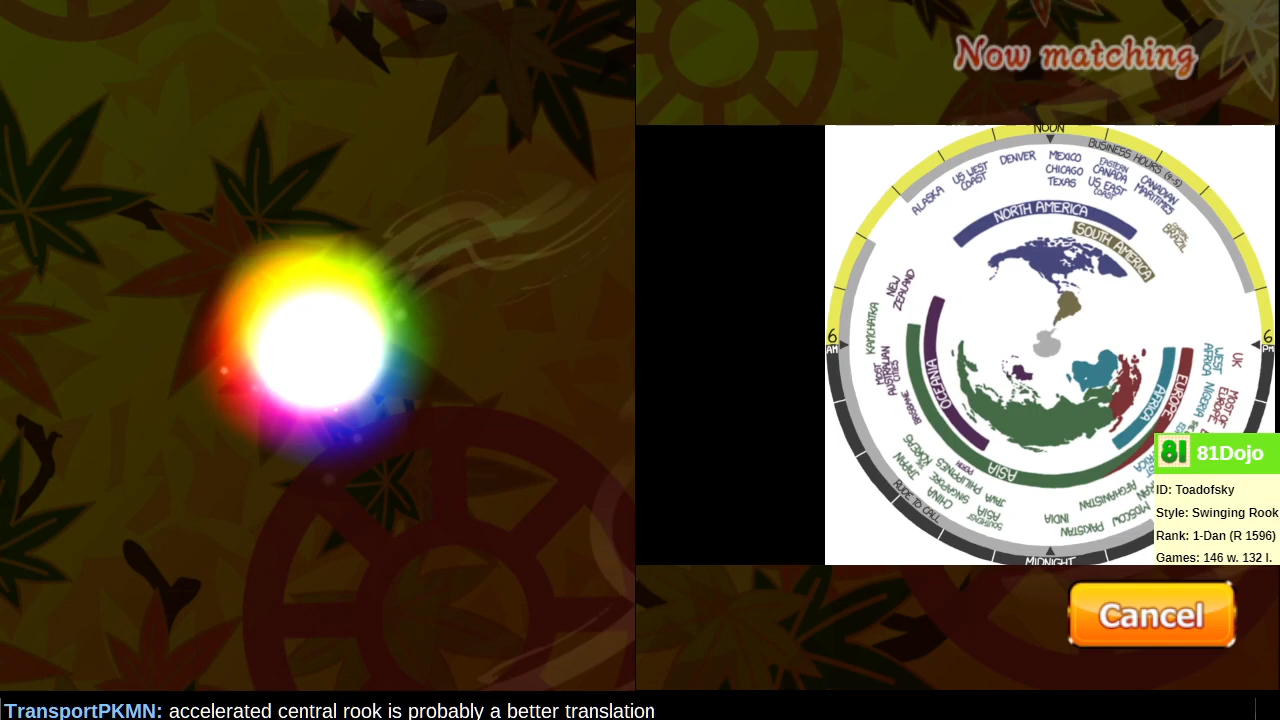 Now matching
NOON
BUSINESS HOURS (9-5)
ALASKA
US WEST
COAST
DENVER
MEXICO
CHICAGO
TEXAS
EASTERN
CANADA
US EAST
COAST
CANADIAN
MARITIMES
BRAZIL
NORTH AMERICA
SOUTH AMERICA
NEW
ZEALAND
KAMCHATKA
6
AM
6
PM
MOST
AUSTRALIAN
CITIES
BRISBANE
OCEANIA
UK
WEST
AFRICA
NIGERIA
MOST OF
EUROPE
EUROPE
AFRICA
ASIA
KOREAS
JAPAN
PHILIPPINES
PERTH
CHINA
SINGAPORE
JAVA
SOUTHEAST
ASIA
RUDE TO CALL
INDIA
PAKISTAN
AFGHANISTAN
MOSCOW
MIDNIGHT
81 81Dojo
ID: Toadofsky
Style: Swinging Rook
Rank: 1-Dan (R 1596)
Games: 146 w. 132 l.
Cancel
TransportPKMN: accelerated central rook is probably a better translation